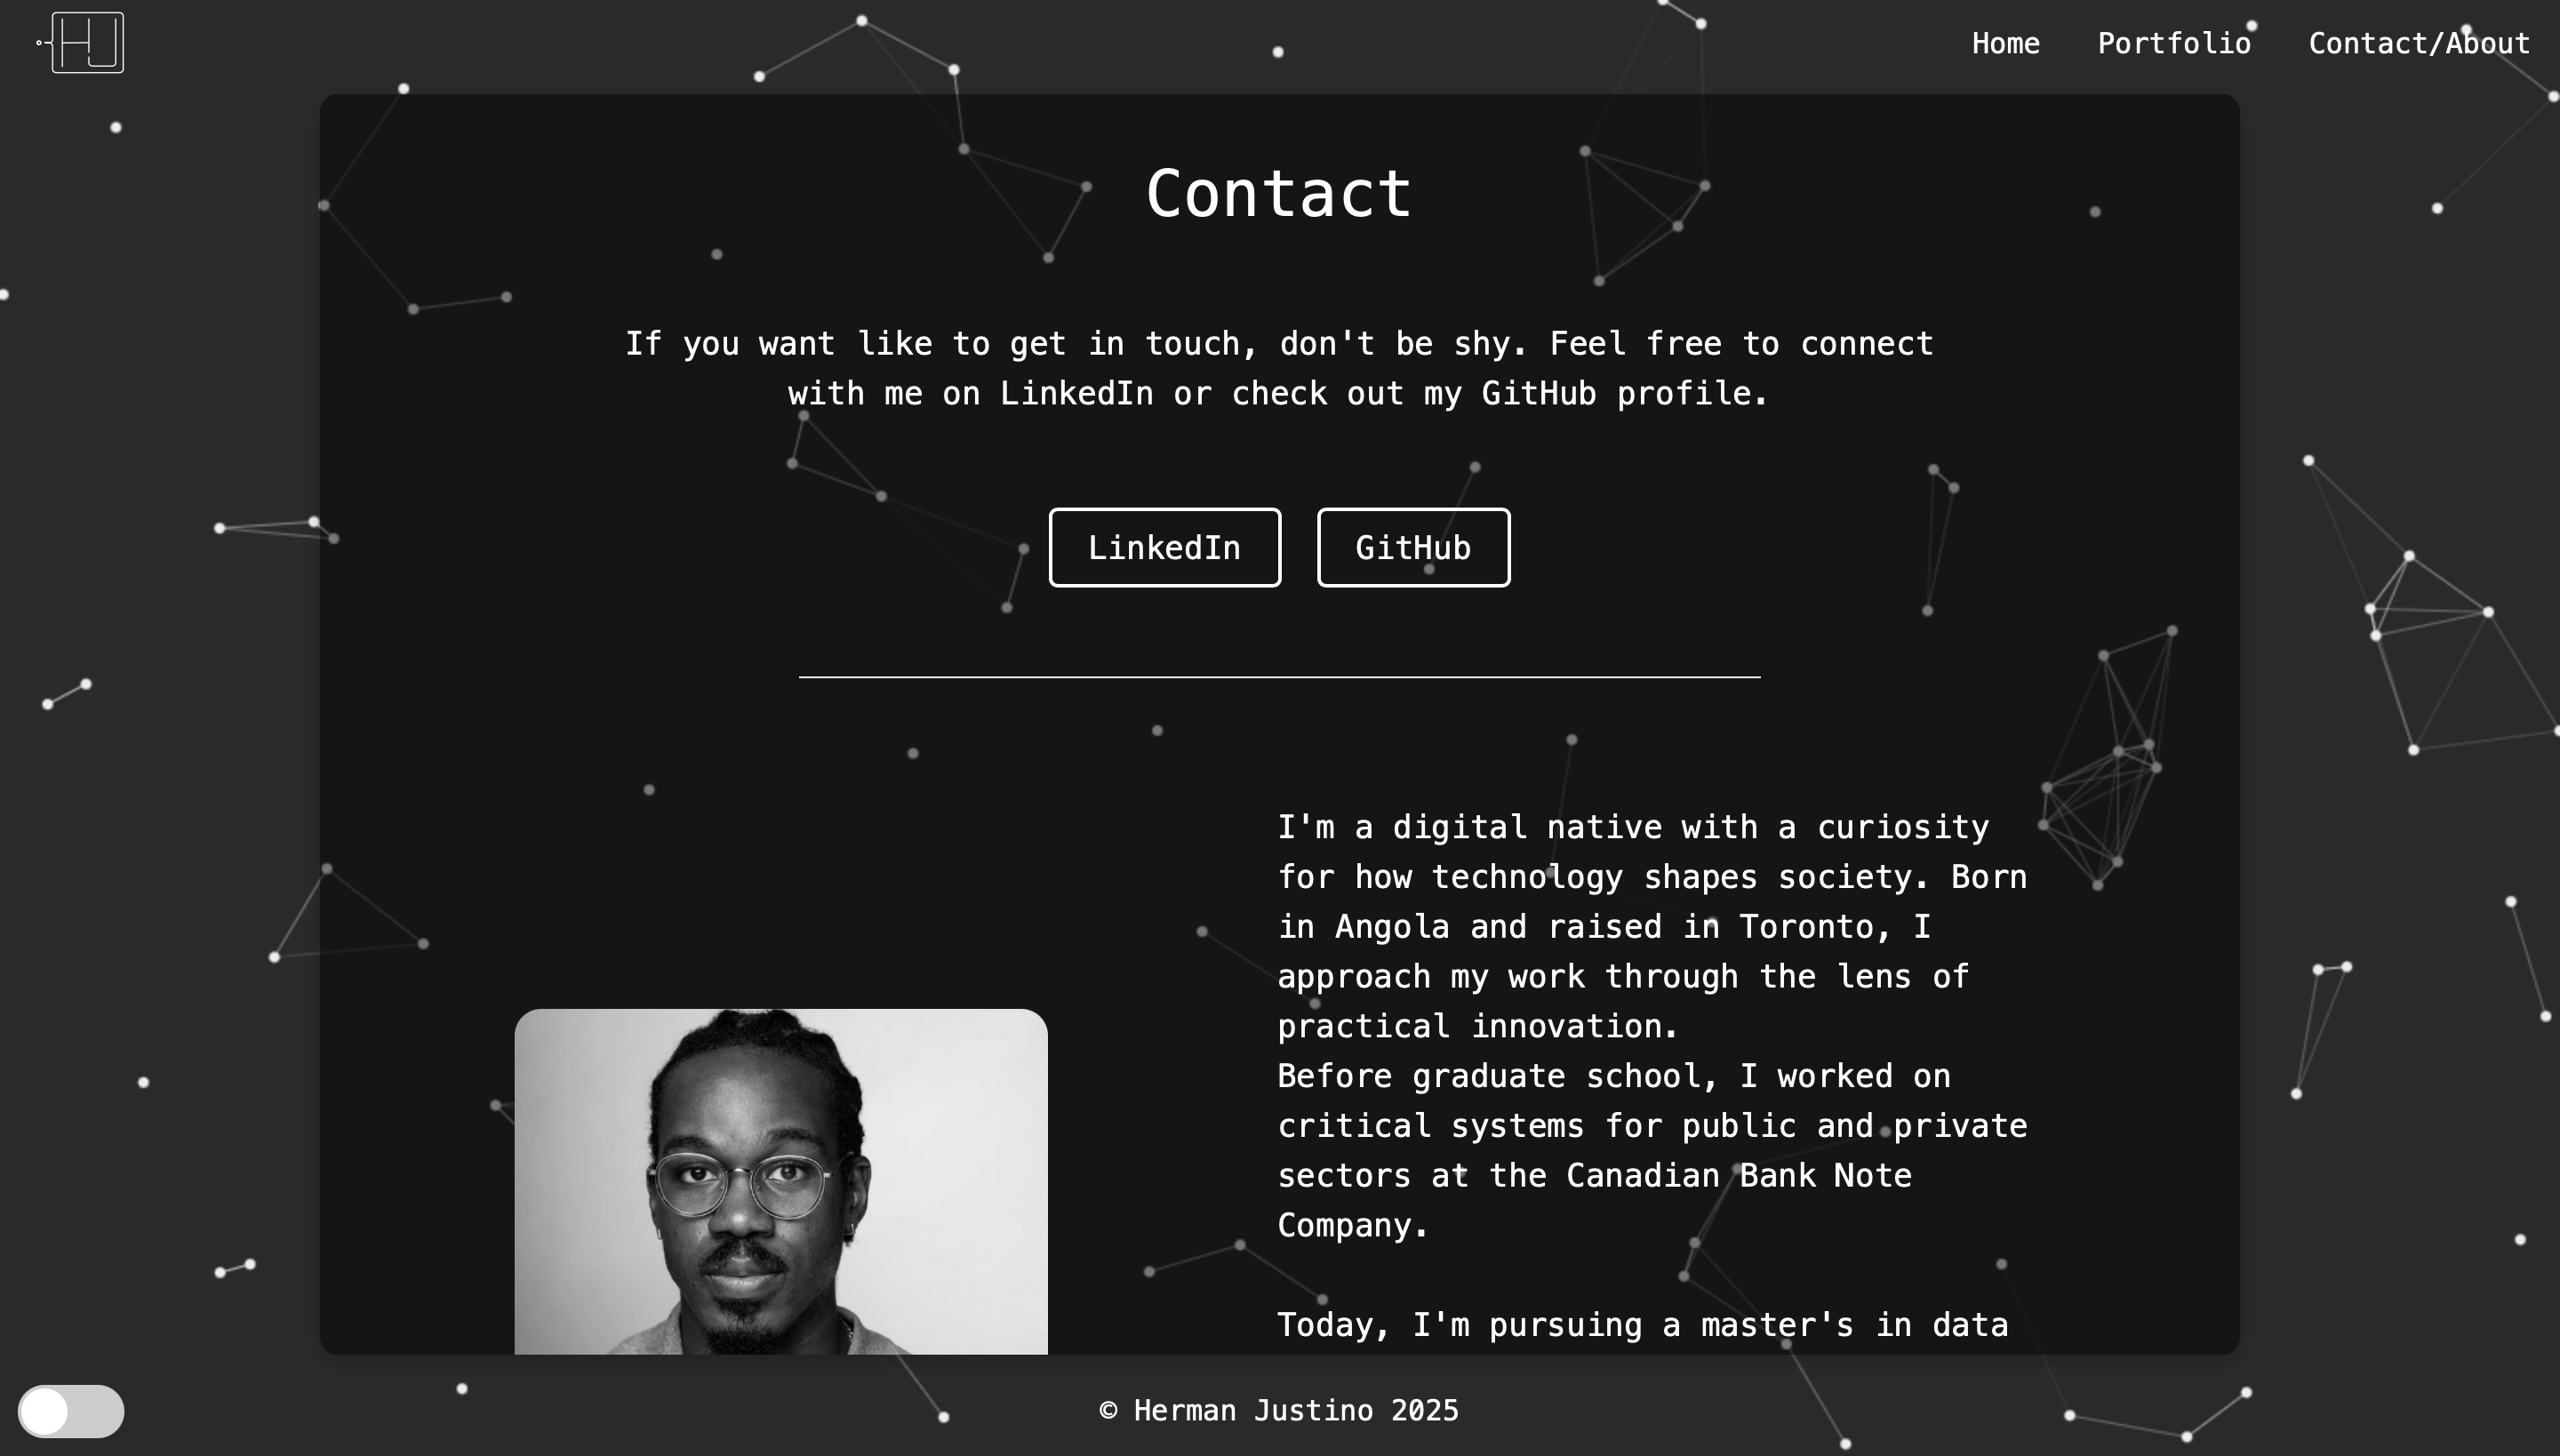 HJ
Home Portfolio Contact/About
Contact
If you want like to get in touch, don't be shy. Feel free to connect
with me on LinkedIn or check out my GitHub profile.
LinkedIn GitHub
I'm a digital native with a curiosity
for how technology shapes society. Born
in Angola and raised in Toronto, I
approach my work through the lens of
practical innovation.
Before graduate school, I worked on
critical systems for public and private
sectors at the Canadian Bank Note
Company.
Today, I'm pursuing a master's in data
© Herman Justino 2025